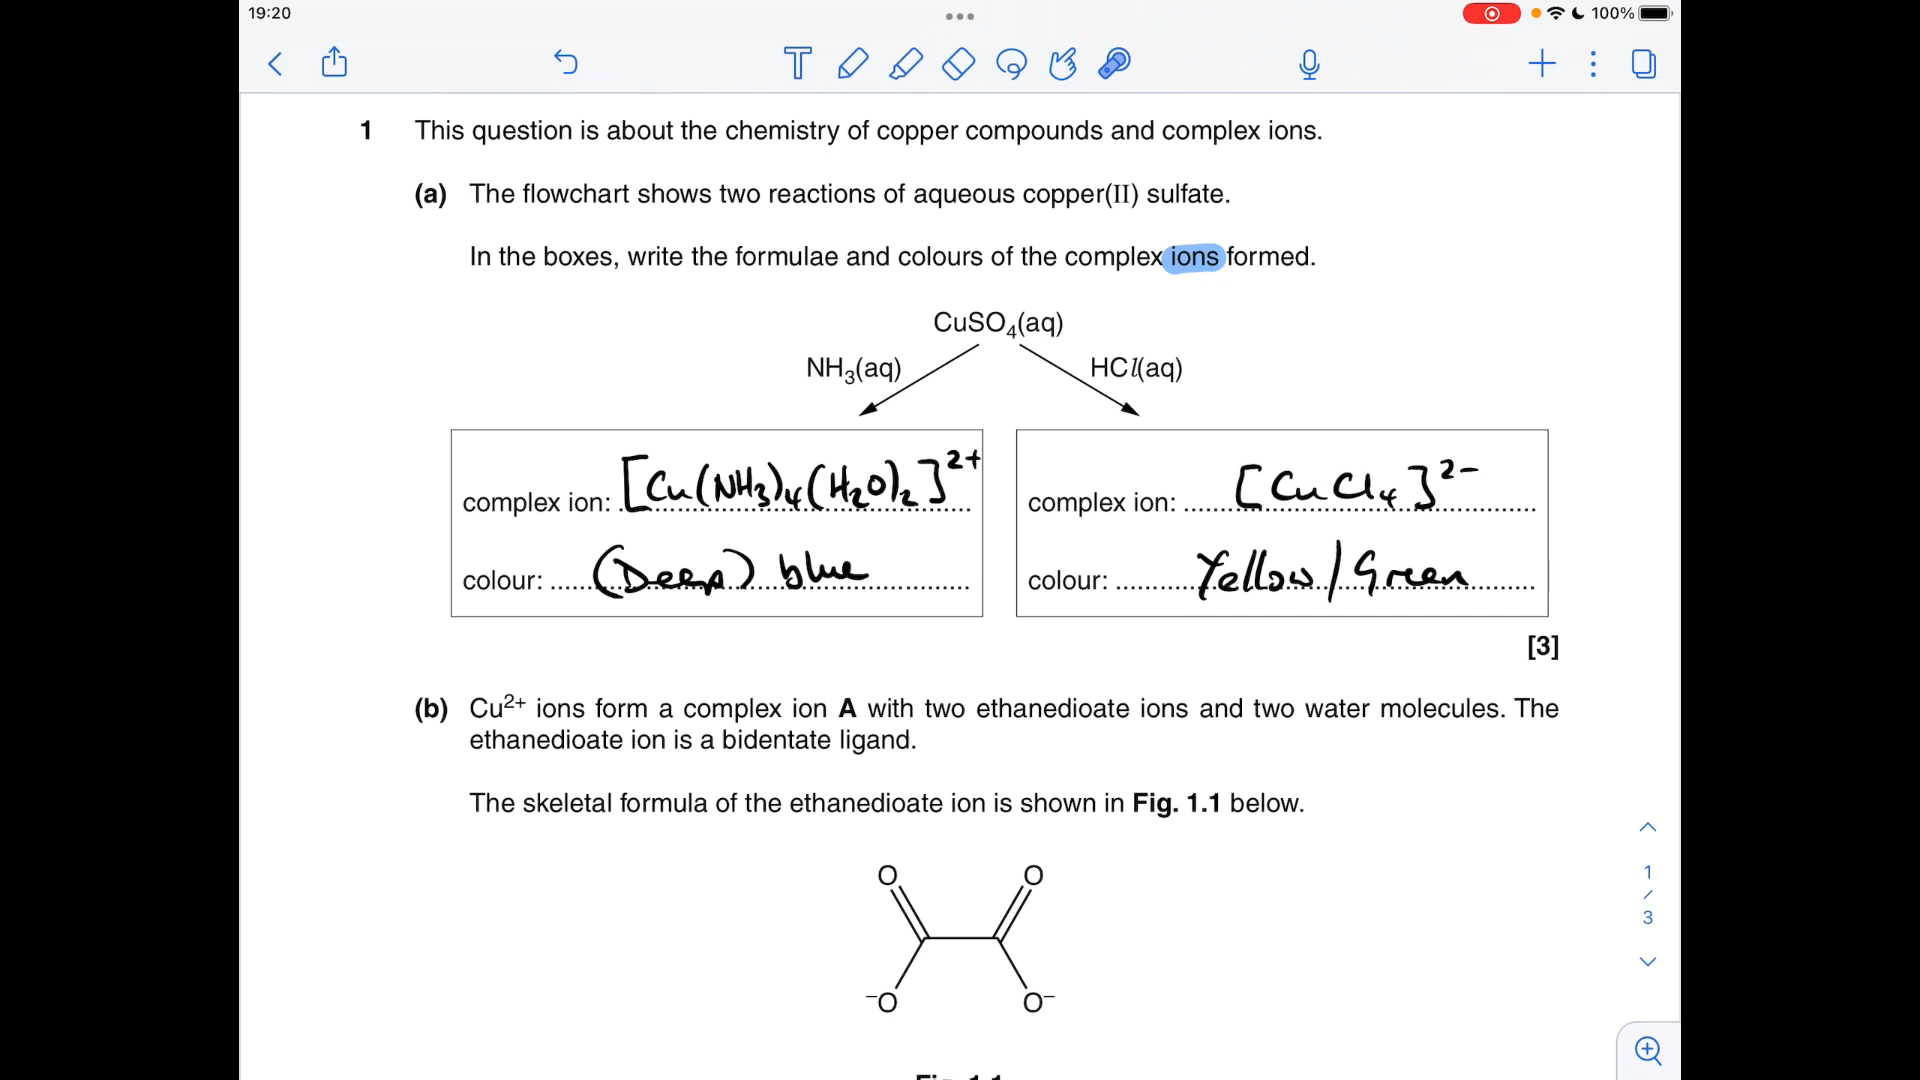 19:20
100%
1 This question is about the chemistry of copper compounds and complex ions.
(a) The flowchart shows two reactions of aqueous copper(II) sulfate.
In the boxes, write the formulae and colours of the complex ions formed.
CuSO₄(aq)
NH₃(aq)
HCl(aq)
complex ion: [Cu(NH₃)₄(H₂O)₂]²⁺
colour: (Deep) blue
complex ion: [CuCl₄]²⁻
colour: Yellow/Green
[3]
(b) Cu²⁺ ions form a complex ion A with two ethanedioate ions and two water molecules. The
ethanedioate ion is a bidentate ligand.
The skeletal formula of the ethanedioate ion is shown in Fig. 1.1 below.
O O
⁻O O⁻
1
/
3